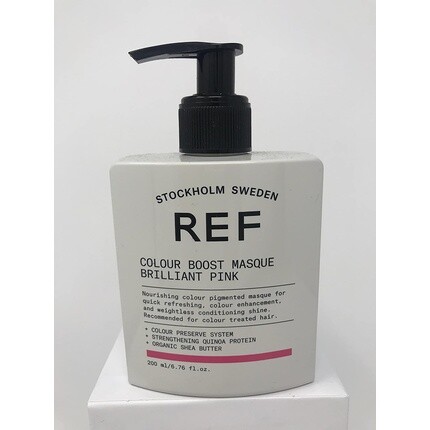 STOCKHOLM SWEDEN
REF
COLOUR BOOST MASQUE
BRILLIANT PINK
Nourishing colour pigmented masque for
quick refreshing, colour enhancement,
and weightless conditioning shine.
Recommended for colour treated hair.
• COLOUR PRESERVE SYSTEM
• STRENGTHENING QUINOA PROTEIN
• ORGANIC SHEA BUTTER
200 ml/6.76 fl.oz.